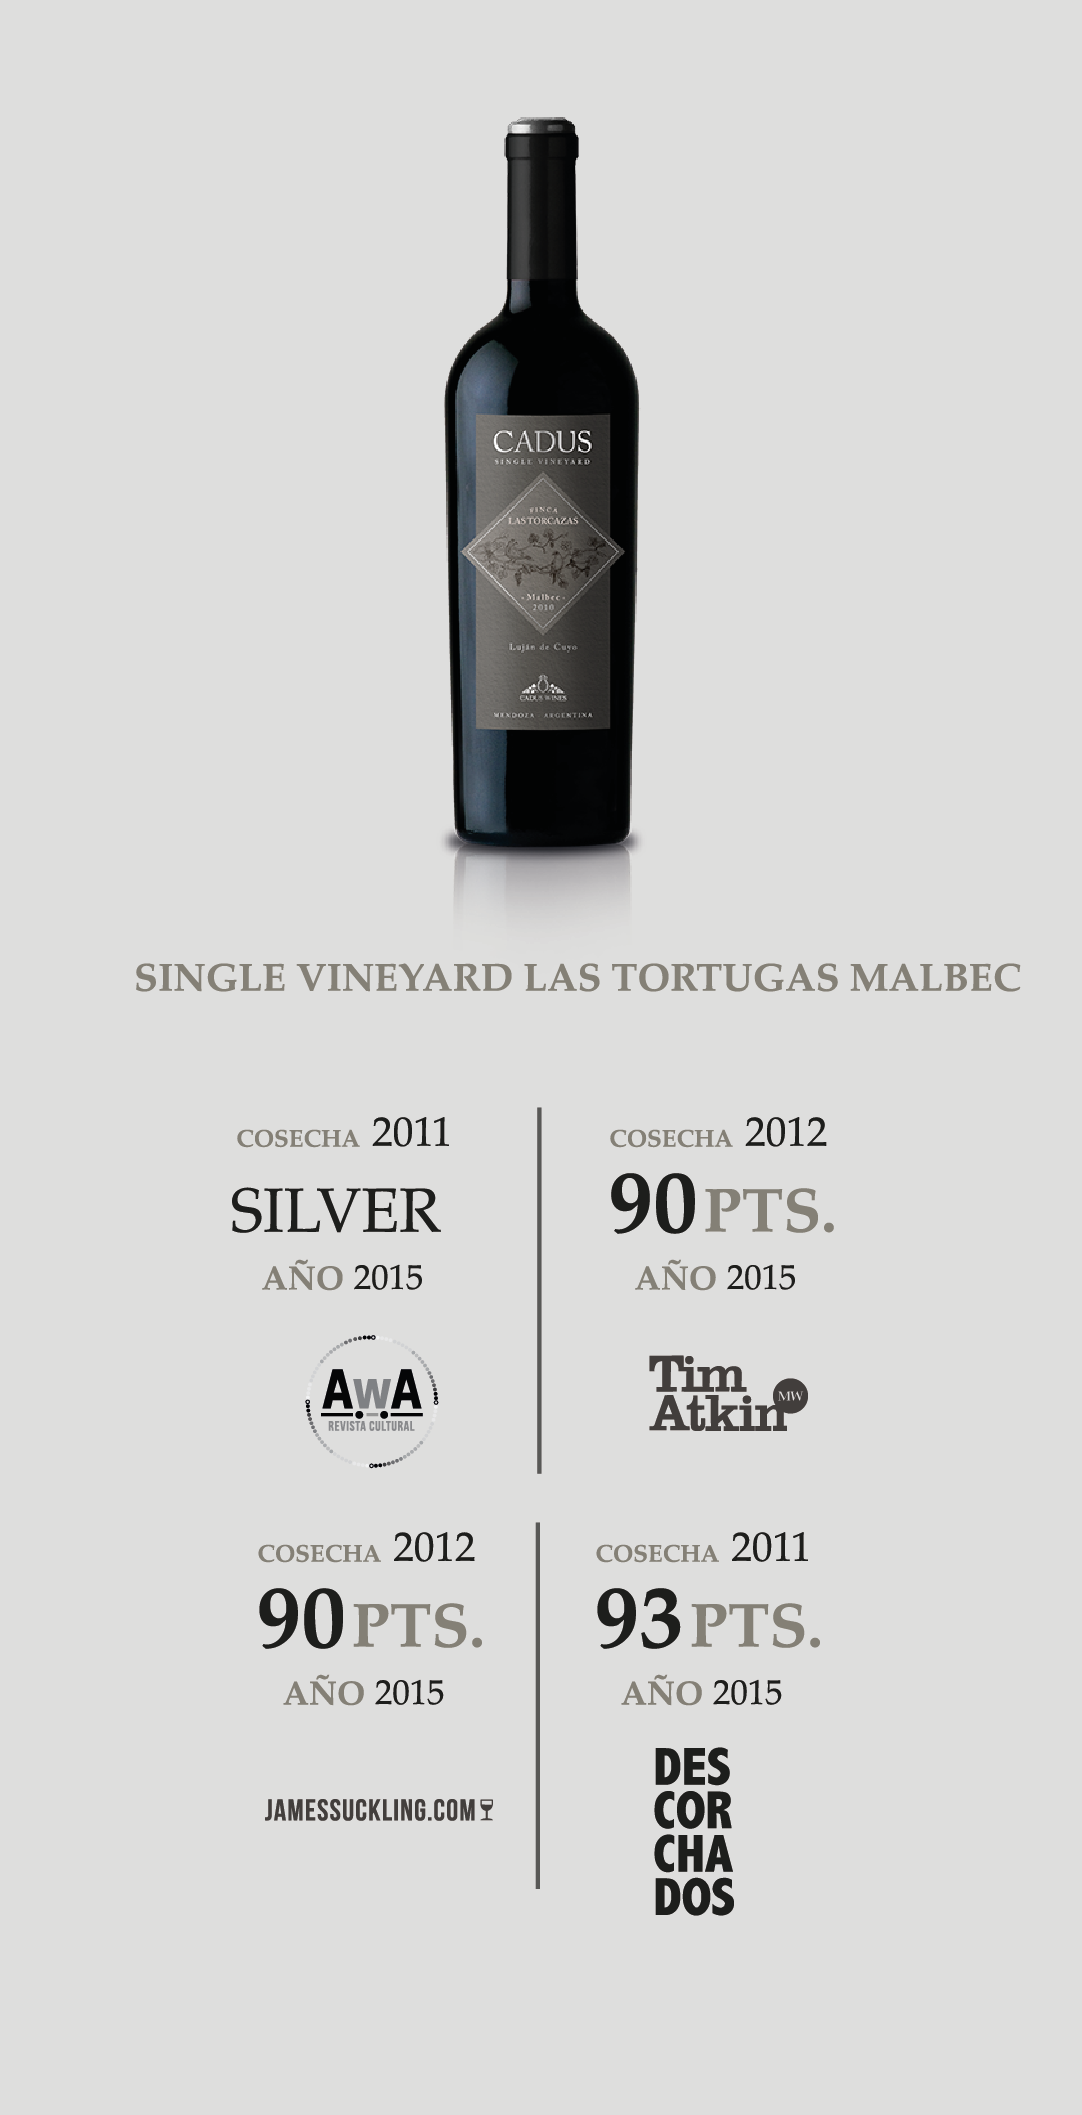 CADUS
SINGLE VINEYARD
FINCA
LAS TORCAZAS
-Malbec-
2010
Luján de Cuyo
CADUS WINES
MENDOZA - ARGENTINA
SINGLE VINEYARD LAS TORTUGAS MALBEC
COSECHA 2011
SILVER
AÑO 2015
AwA
REVISTA CULTURAL
COSECHA 2012
90 PTS.
AÑO 2015
Tim
Atkin MW
COSECHA 2012
90 PTS.
AÑO 2015
JAMESSUCKLING.COM
COSECHA 2011
93 PTS.
AÑO 2015
DES
COR
CHA
DOS